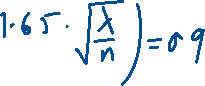 1.65 · √(λ/n) ) = 0.9